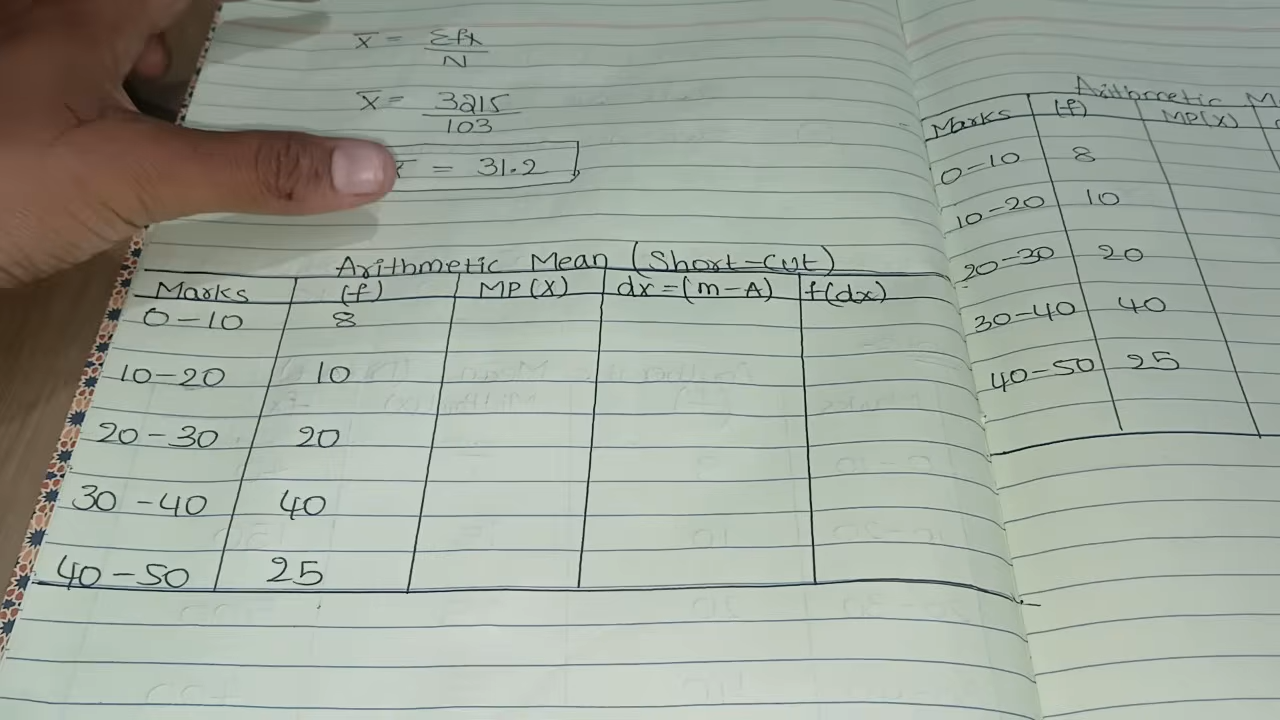 x̄ = Σfx
N
x̄ = 3215
103
x̄ = 31.2
Arithmetic Mean (Short-Cut)
Marks (f) MP(X) dx=(m-A) f(dx)
0-10 8
10-20 10
20-30 20
30-40 40
40-50 25
Arithmetic M
Marks (f) MP(X)
0-10 8
10-20 10
20-30 20
30-40 40
40-50 25